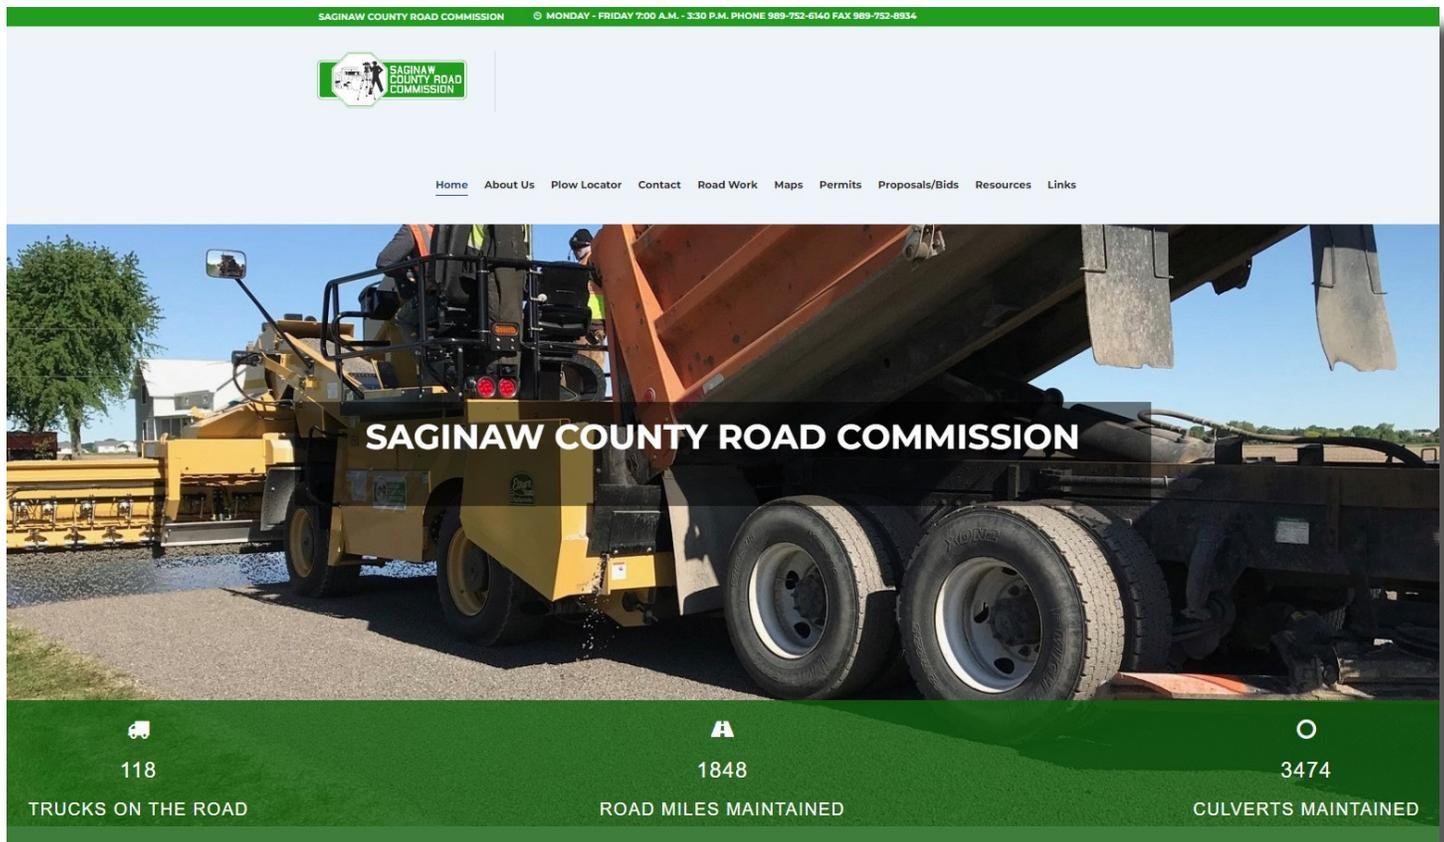 SAGINAW COUNTY ROAD COMMISSION
MONDAY - FRIDAY 7:00 A.M. - 3:30 P.M. PHONE 989-752-6140 FAX 989-752-8934
SAGINAW
COUNTY ROAD
COMMISSION
Home About Us Plow Locator Contact Road Work Maps Permits Proposals/Bids Resources Links
SAGINAW COUNTY ROAD COMMISSION
118
TRUCKS ON THE ROAD
1848
ROAD MILES MAINTAINED
3474
CULVERTS MAINTAINED